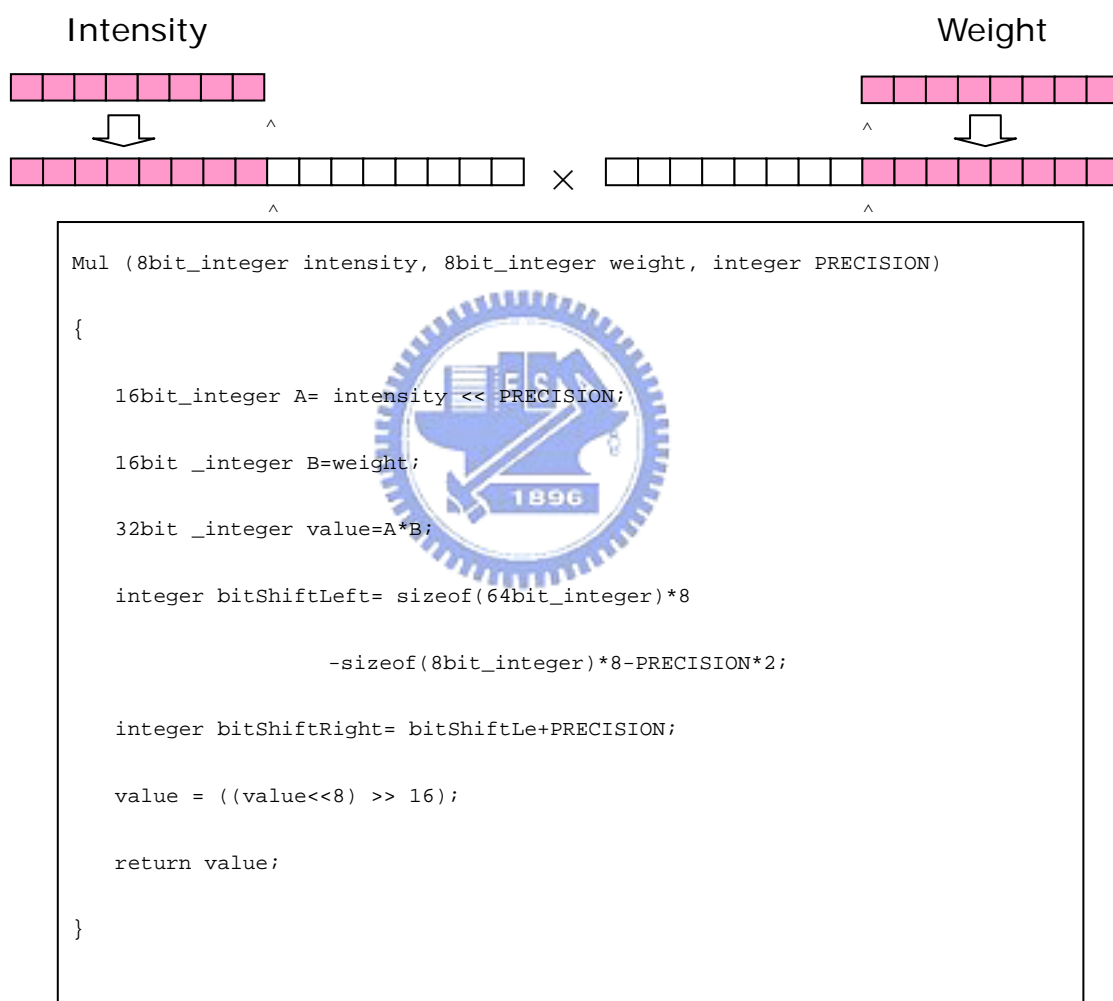 Intensity Weight
^ ^
×
^ ^
Mul (8bit_integer intensity, 8bit_integer weight, integer PRECISION)
{
16bit_integer A= intensity << PRECISION;
16bit _integer B=weight;
32bit _integer value=A*B;
integer bitShiftLeft= sizeof(64bit_integer)*8
-sizeof(8bit_integer)*8-PRECISION*2;
integer bitShiftRight= bitShiftLe+PRECISION;
value = ((value<<8) >> 16);
return value;
}
ES
1896